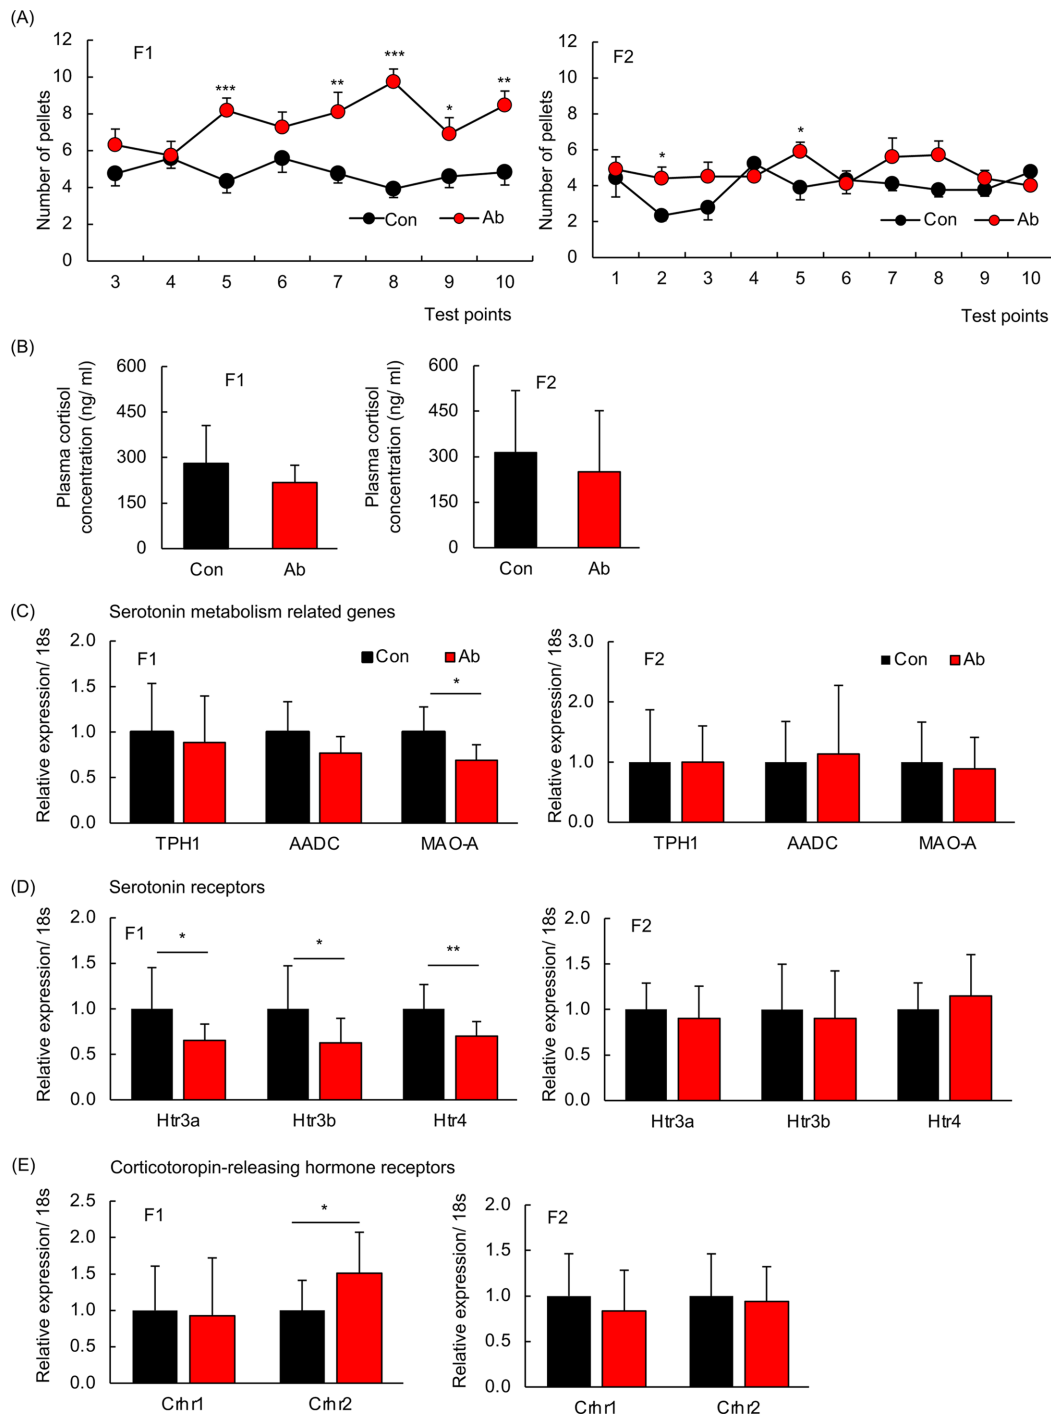 (A)
F1
Number of pellets
12
10
8
6
4
2
0
***
**
***
*
**
Con Ab
3 4 5 6 7 8 9 10
Test points
F2
Number of pellets
12
10
8
6
4
2
0
*
*
Con Ab
1 2 3 4 5 6 7 8 9 10
Test points
(B)
F1
Plasma cortisol
concentration (ng/ ml)
600
450
300
150
0
Con Ab
F2
Plasma cortisol
concentration (ng/ ml)
600
450
300
150
0
Con Ab
(C) Serotonin metabolism related genes
F1
Relative expression/ 18s
2.0
1.5
1.0
0.5
0.0
Con Ab
*
TPH1 AADC MAO-A
F2
Relative expression/ 18s
3.0
2.0
1.0
0.0
Con Ab
TPH1 AADC MAO-A
(D) Serotonin receptors
F1
Relative expression/ 18s
2.0
1.5
1.0
0.5
0.0
*
*
**
Htr3a Htr3b Htr4
F2
Relative expression/ 18s
2.0
1.5
1.0
0.5
0.0
Htr3a Htr3b Htr4
(E) Corticotoropin-releasing hormone receptors
F1
Relative expression/ 18s
2.5
2.0
1.5
1.0
0.5
0.0
*
Crhr1 Crhr2
F2
Relative expression/ 18s
2.0
1.5
1.0
0.5
0.0
Crhr1 Crhr2